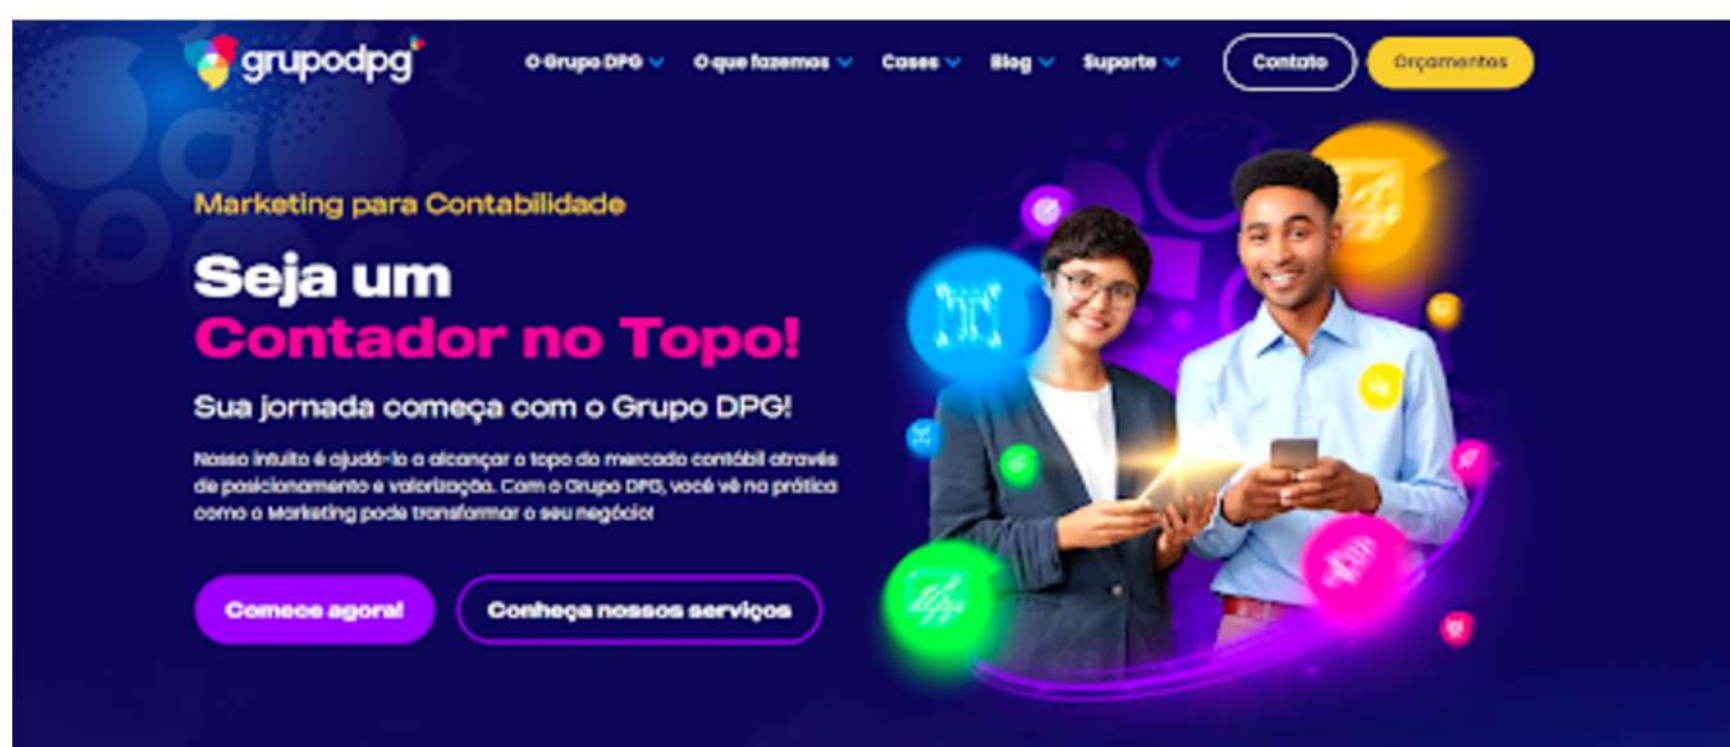 grupodpg
O Grupo DPG
O que fazemos
Cases
Blog
Suporte
Contato
Orçamentos
Marketing para Contabilidade
Seja um
Contador no Topo!
Sua jornada começa com o Grupo DPG!
Nosso intuito é ajudá-lo a alcançar o topo do mercado contábil através
de posicionamento e valorização. Com o Grupo DPG, você vê na prática
como o Marketing pode transformar o seu negócio!
Comece agora!
Conheça nossos serviços